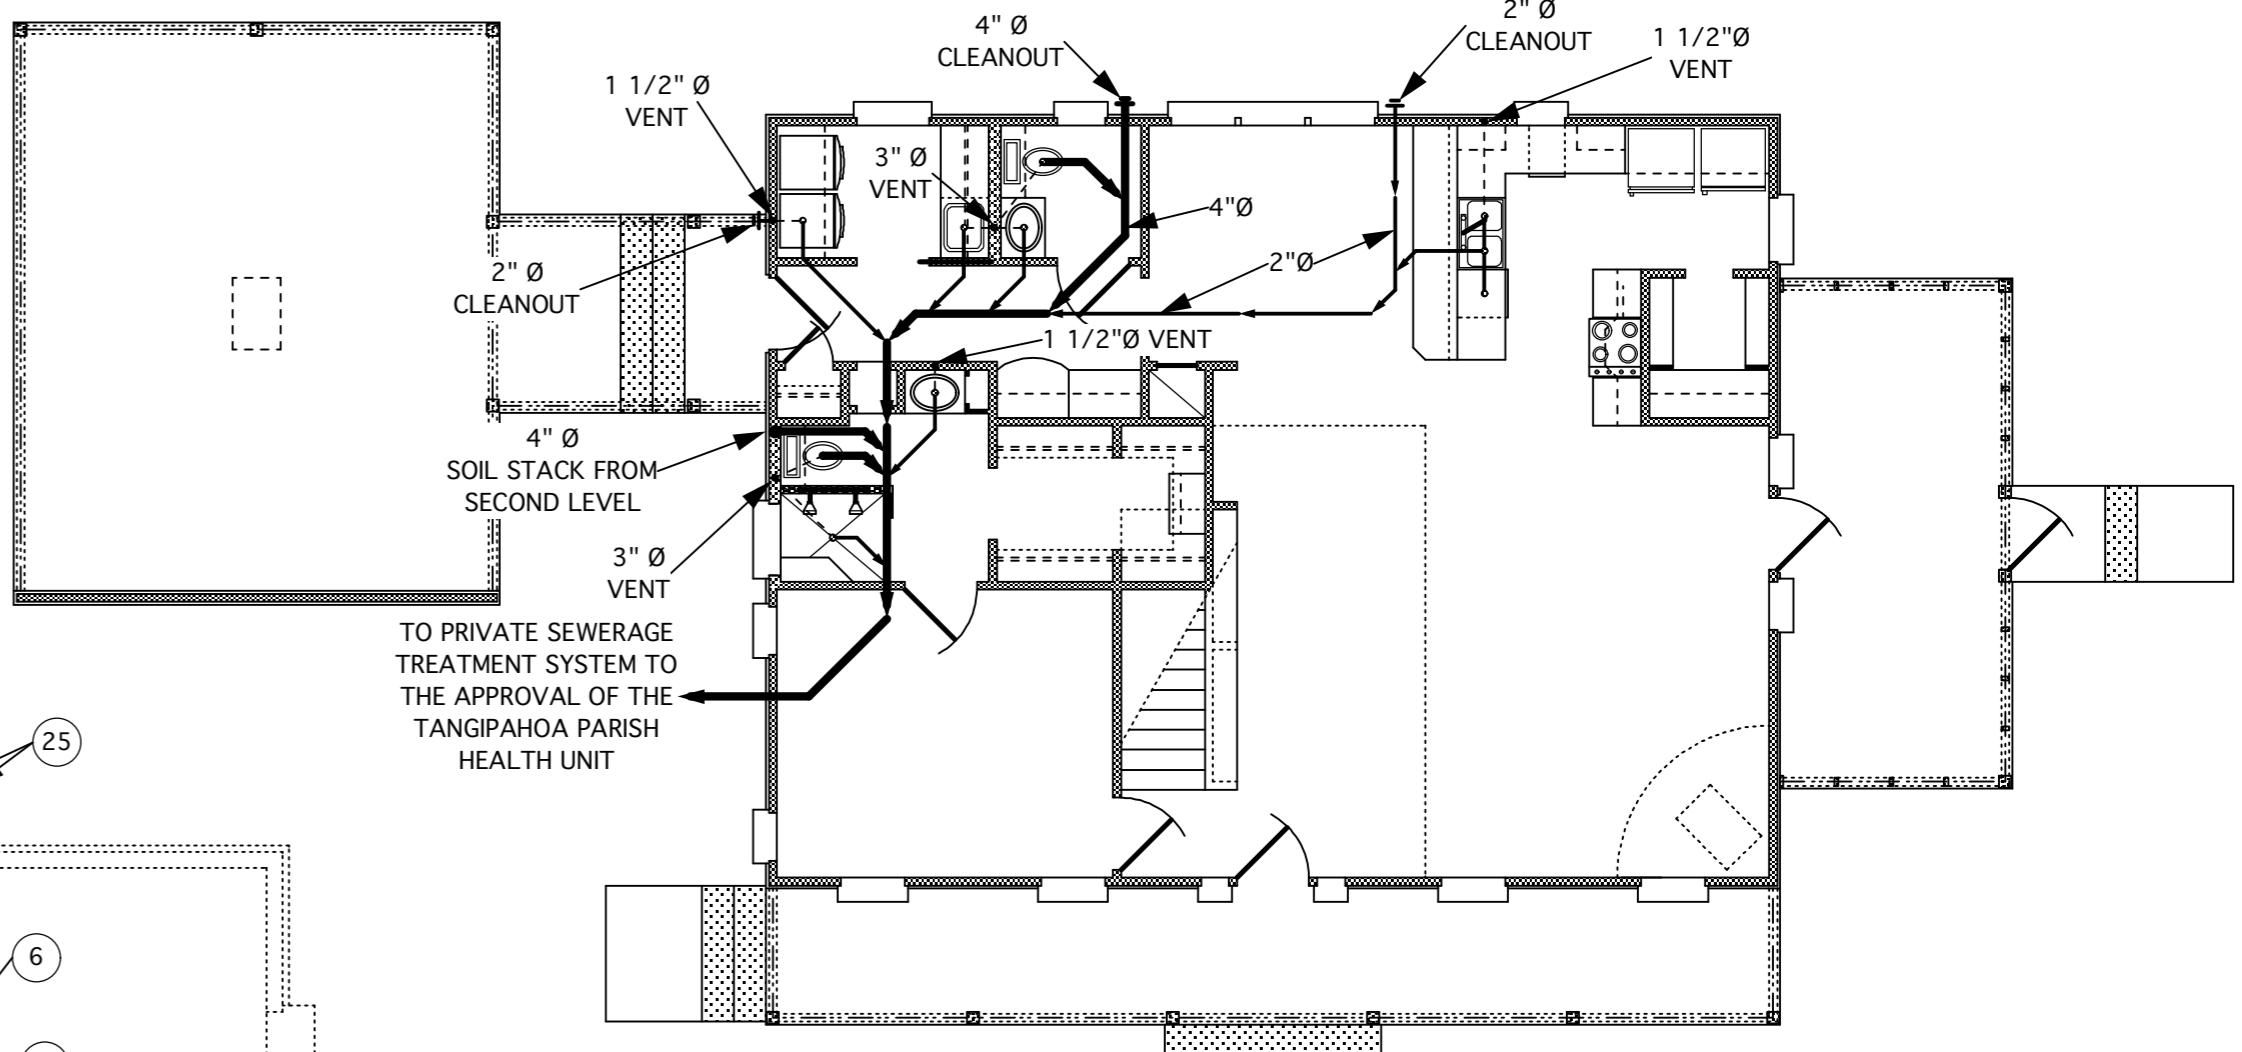 4" Ø
CLEANOUT
2" Ø
CLEANOUT
1 1/2"Ø
VENT
1 1/2" Ø
VENT
3" Ø
VENT
4"Ø
2"Ø
2" Ø
CLEANOUT
1 1/2"Ø VENT
4" Ø
SOIL STACK FROM
SECOND LEVEL
3" Ø
VENT
TO PRIVATE SEWERAGE
TREATMENT SYSTEM TO
THE APPROVAL OF THE
TANGIPAHOA PARISH
HEALTH UNIT
25
6